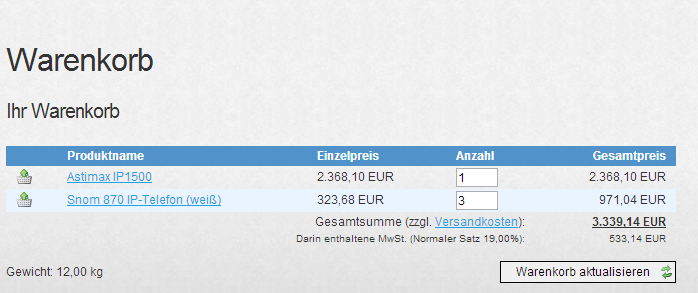 Warenkorb
Ihr Warenkorb
Produktname Einzelpreis Anzahl Gesamtpreis
Astimax IP1500 2.368,10 EUR 1 2.368,10 EUR
Snom 870 IP-Telefon (weiß) 323,68 EUR 3 971,04 EUR
Gesamtsumme (zzgl. Versandkosten): 3.339,14 EUR
Darin enthaltene MwSt. (Normaler Satz 19,00%): 533,14 EUR
Gewicht: 12,00 kg Warenkorb aktualisieren